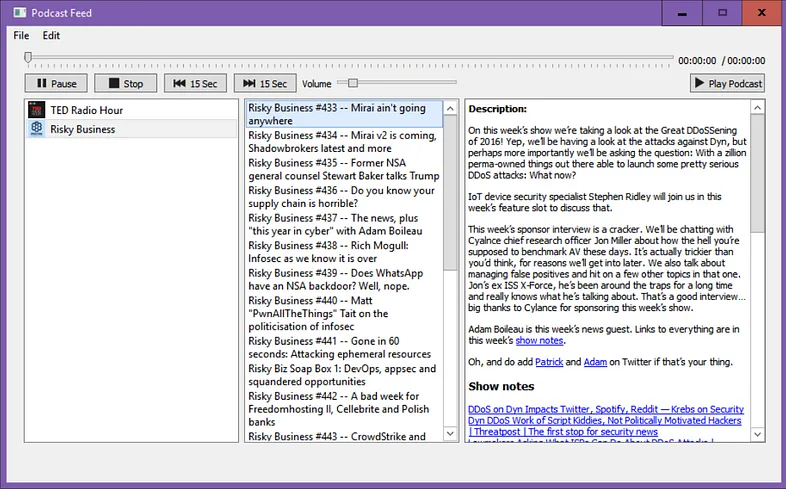 Podcast Feed
File Edit
00:00:00 / 00:00:00
Pause Stop 15 Sec 15 Sec Volume Play Podcast
TED Radio Hour
Risky Business
Risky Business #433 -- Mirai ain't going
anywhere
Risky Business #434 -- Mirai v2 is coming,
Shadowbrokers latest and more
Risky Business #435 -- Former NSA
general counsel Stewart Baker talks Trump
Risky Business #436 -- Do you know your
supply chain is horrible?
Risky Business #437 -- The news, plus
"this year in cyber" with Adam Boileau
Risky Business #438 -- Rich Mogull:
Infosec as we know it is over
Risky Business #439 -- Does WhatsApp
have an NSA backdoor? Well, nope.
Risky Business #440 -- Matt
"PwnAllTheThings" Tait on the
politicisation of infosec
Risky Business #441 -- Gone in 60
seconds: Attacking ephemeral resources
Risky Biz Soap Box 1: DevOps, appsec and
squandered opportunities
Risky Business #442 -- A bad week for
Freedomhosting II, Cellebrite and Polish
banks
Risky Business #443 -- CrowdStrike and
Description:
On this week's show we're taking a look at the Great DDoSSening
of 2016! Yep, we'll be having a look at the attacks against Dyn, but
perhaps more importantly we'll be asking the question: With a zillion
perma-owned things out there able to launch some pretty serious
DDoS attacks: What now?
IoT device security specialist Stephen Ridley will join us in this
week's feature slot to discuss that.
This week's sponsor interview is a cracker. We'll be chatting with
Cyalnce chief research officer Jon Miller about how the hell you're
supposed to benchmark AV these days. It's actually trickier than
you'd think, for reasons we'll get into later. We also talk about
managing false positives and hit on a few other topics in that one.
Jon's ex ISS X-Force, he's been around the traps for a long time
and really knows what he's talking about. That's a good interview…
big thanks to Cylance for sponsoring this week's show.
Adam Boileau is this week's news guest. Links to everything are in
this week's show notes.
Oh, and do add Patrick and Adam on Twitter if that's your thing.
Show notes
DDoS on Dyn Impacts Twitter, Spotify, Reddit — Krebs on Security
Dyn DDoS Work of Script Kiddies, Not Politically Motivated Hackers
| Threatpost | The first stop for security news
Lawmakers Asking What ISPs Can Do About DDoS Attacks |